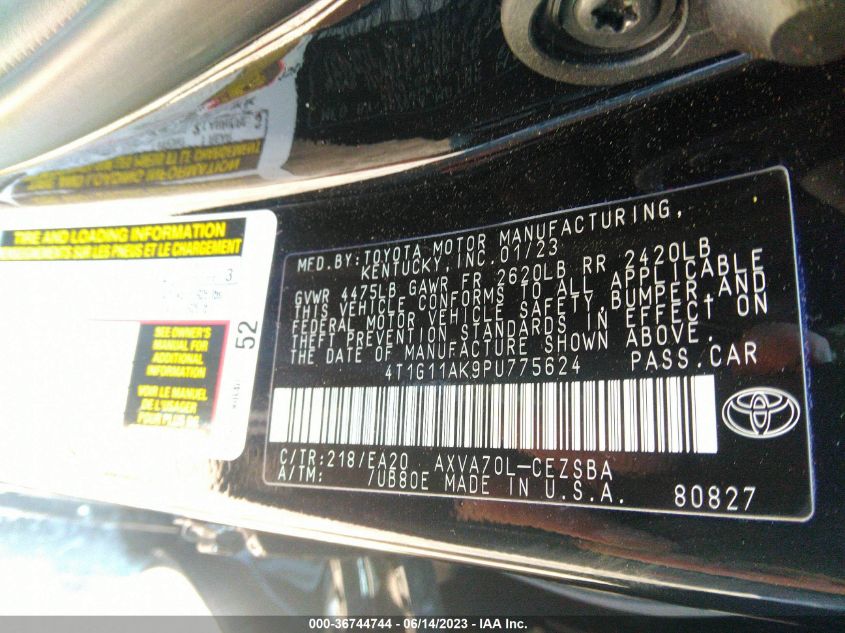 TIRE AND LOADING INFORMATION
RENSEIGNEMENTS SUR LES PNEUS ET LE CHARGEMENT
3
SEE OWNER'S
MANUAL FOR
ADDITIONAL
INFORMATION
VOIR LE MANUEL
DE L'USAGER
POUR PLUS DE
52
MFD.BY:TOYOTA MOTOR MANUFACTURING,
KENTUCKY,INC.01/23
GVWR 4475LB GAWR FR 2620LB RR 2420LB
THIS VEHICLE CONFORMS TO ALL APPLICABLE
FEDERAL MOTOR VEHICLE SAFETY,BUMPER AND
THEFT PREVENTION STANDARDS IN EFFECT ON
THE DATE OF MANUFACTURE SHOWN ABOVE.
4T1G11AK9PU775624 PASS.CAR
C/TR:218/EA20 AXVA70L-CEZSBA
A/TM: /UB80E MADE IN U.S.A. 80827
TOYOTA
000-36744744 - 06/14/2023 - IAA Inc.